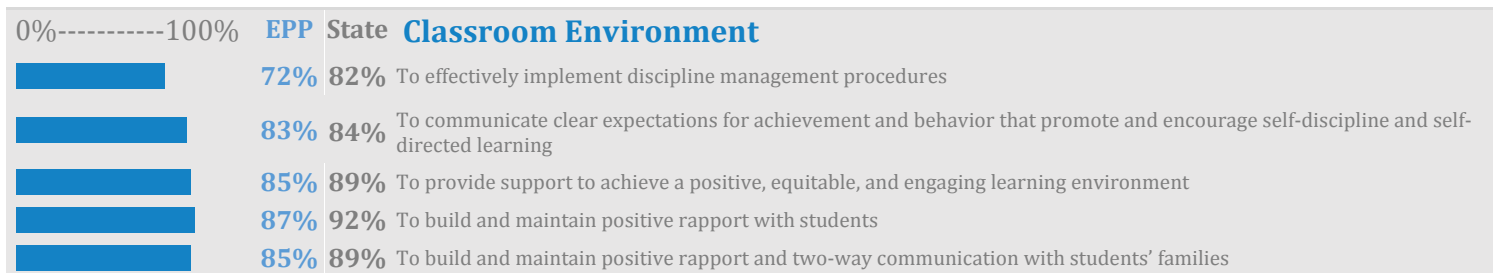 0%-----------100% EPP State Classroom Environment
72% 82% To effectively implement discipline management procedures
83% 84% To communicate clear expectations for achievement and behavior that promote and encourage self-discipline and self-
directed learning
85% 89% To provide support to achieve a positive, equitable, and engaging learning environment
87% 92% To build and maintain positive rapport with students
85% 89% To build and maintain positive rapport and two-way communication with students’ families